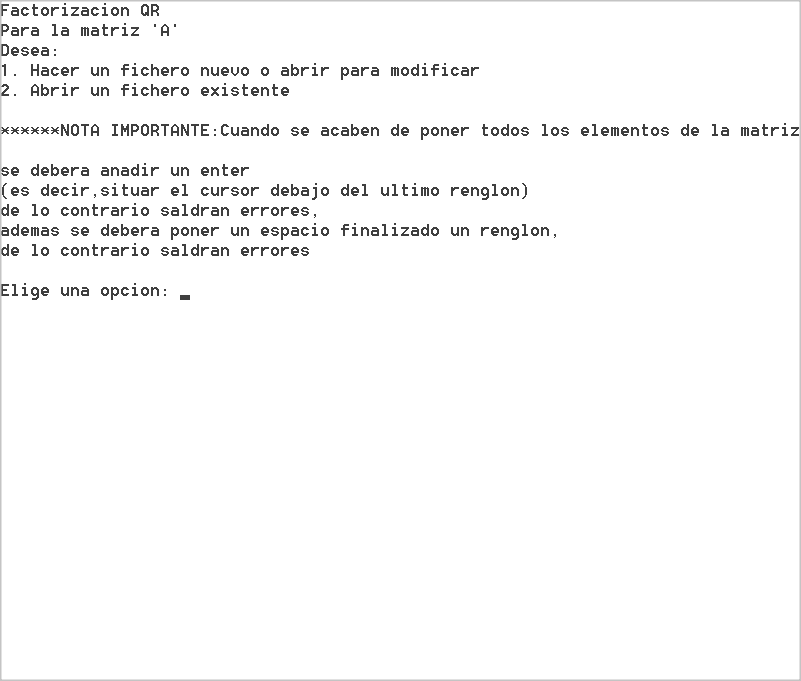 Factorizacion QR
Para la matriz 'A'
Desea:
1. Hacer un fichero nuevo o abrir para modificar
2. Abrir un fichero existente
******NOTA IMPORTANTE:Cuando se acaben de poner todos los elementos de la matriz
se debera anadir un enter
(es decir,situar el cursor debajo del ultimo renglon)
de lo contrario saldran errores,
ademas se debera poner un espacio finalizado un renglon,
de lo contrario saldran errores
Elige una opcion: _